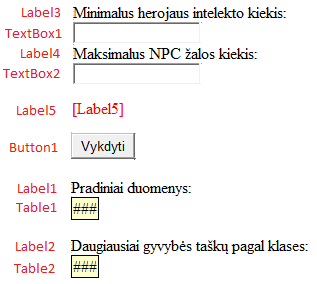 Label3 Minimalus herojaus intelekto kiekis:
TextBox1
Label4 Maksimalus NPC žalos kiekis:
TextBox2
Label5 [Label5]
Button1 Vykdyti
Label1 Pradiniai duomenys:
Table1 ###
Label2 Daugiausiai gyvybės taškų pagal klases:
Table2 ###